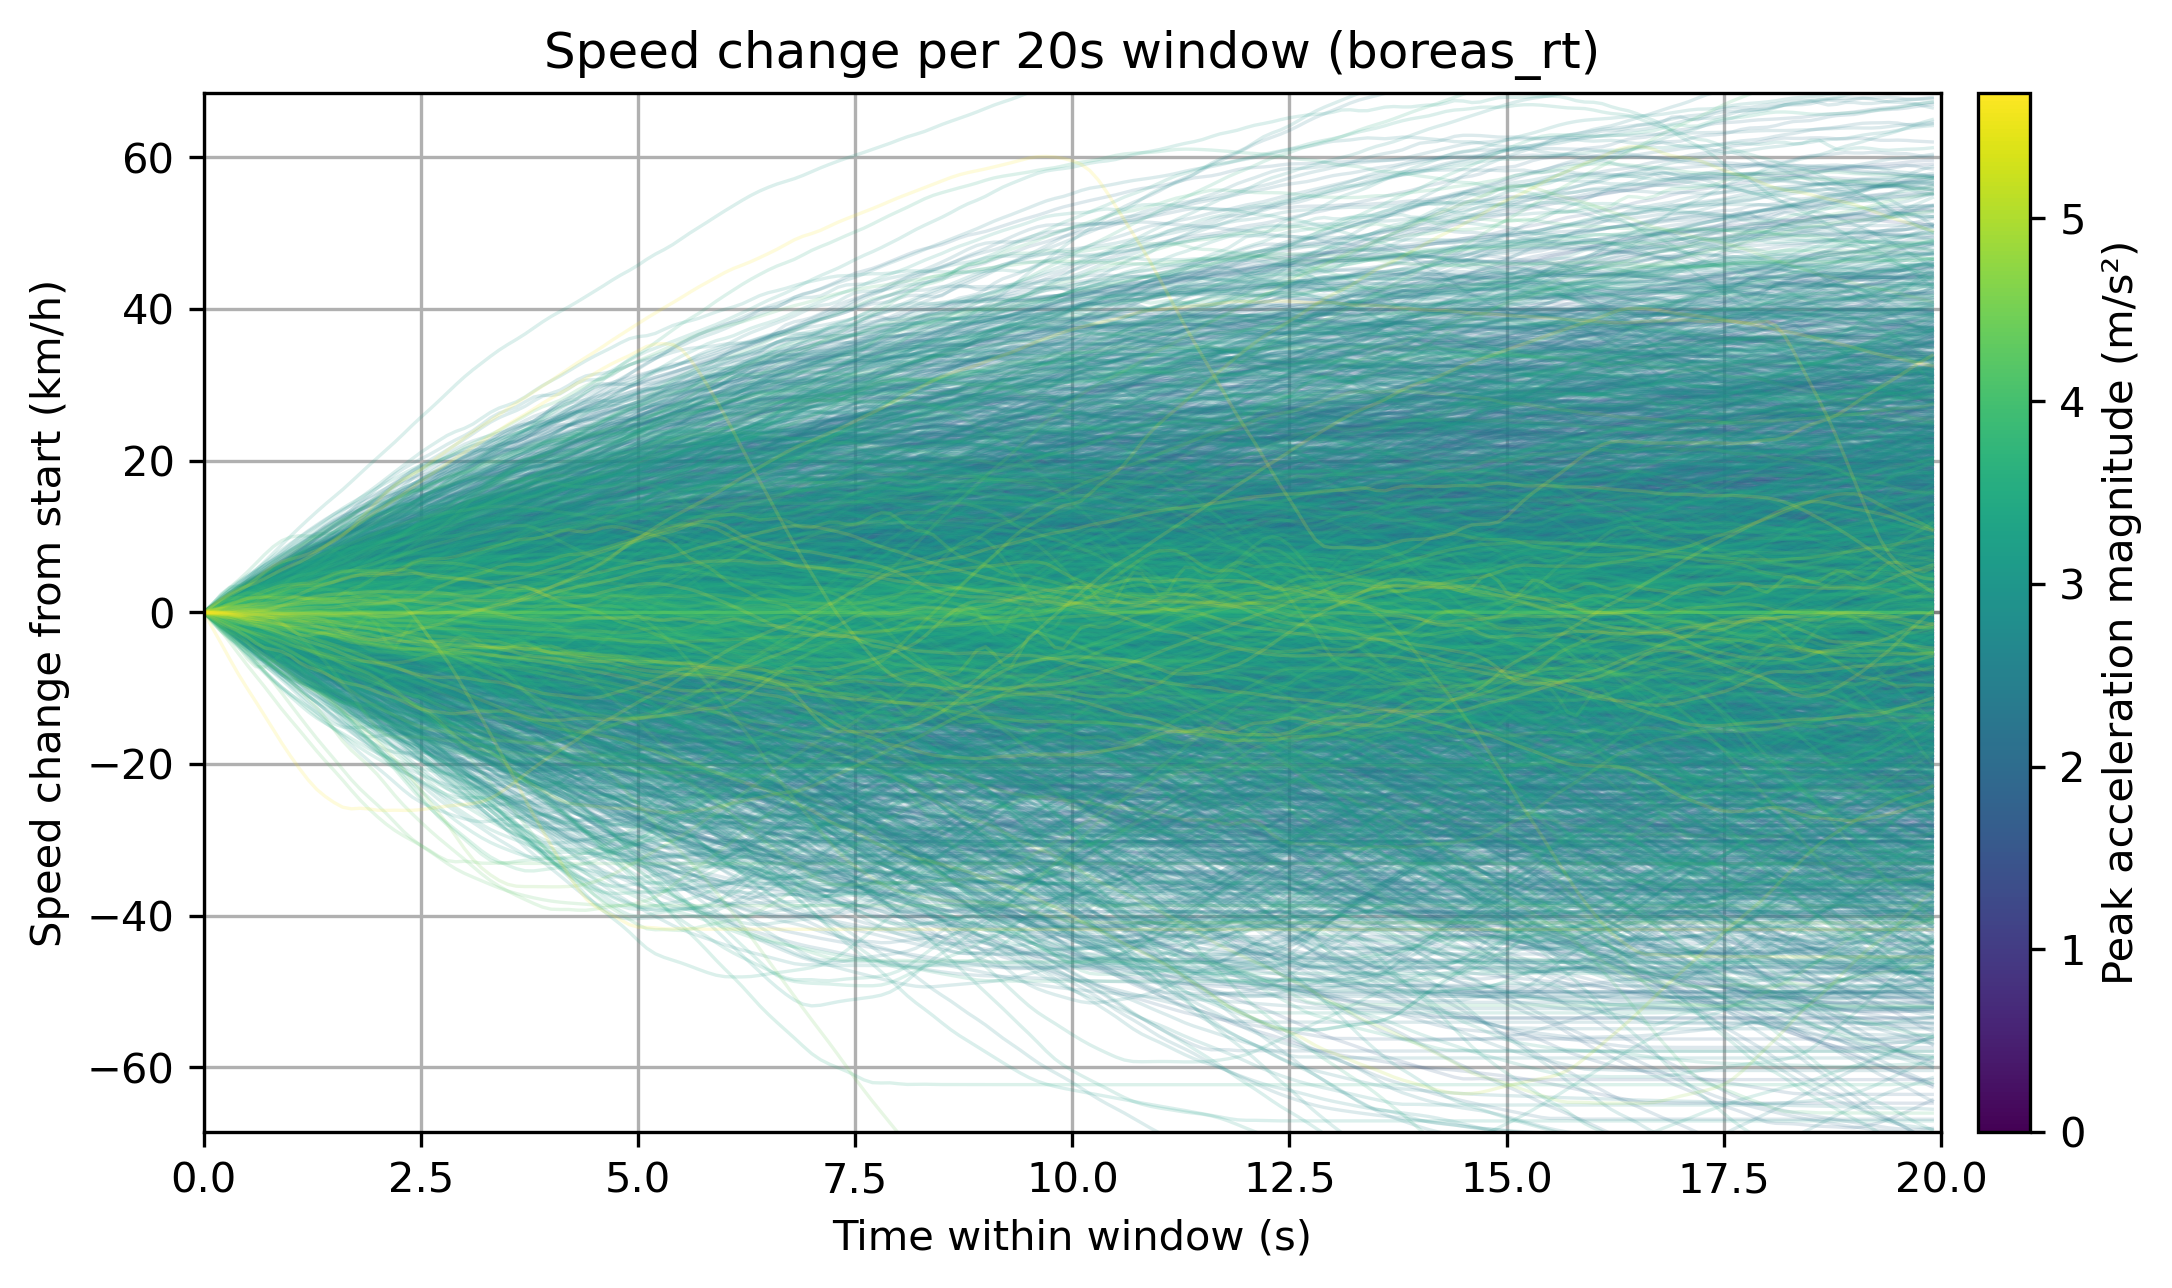 Speed change per 20s window (boreas_rt)
Speed change from start (km/h)
60
40
20
0
−20
−40
−60
0.0 2.5 5.0 7.5 10.0 12.5 15.0 17.5 20.0
Time within window (s)
5
4
3
2
1
0
Peak acceleration magnitude (m/s²)